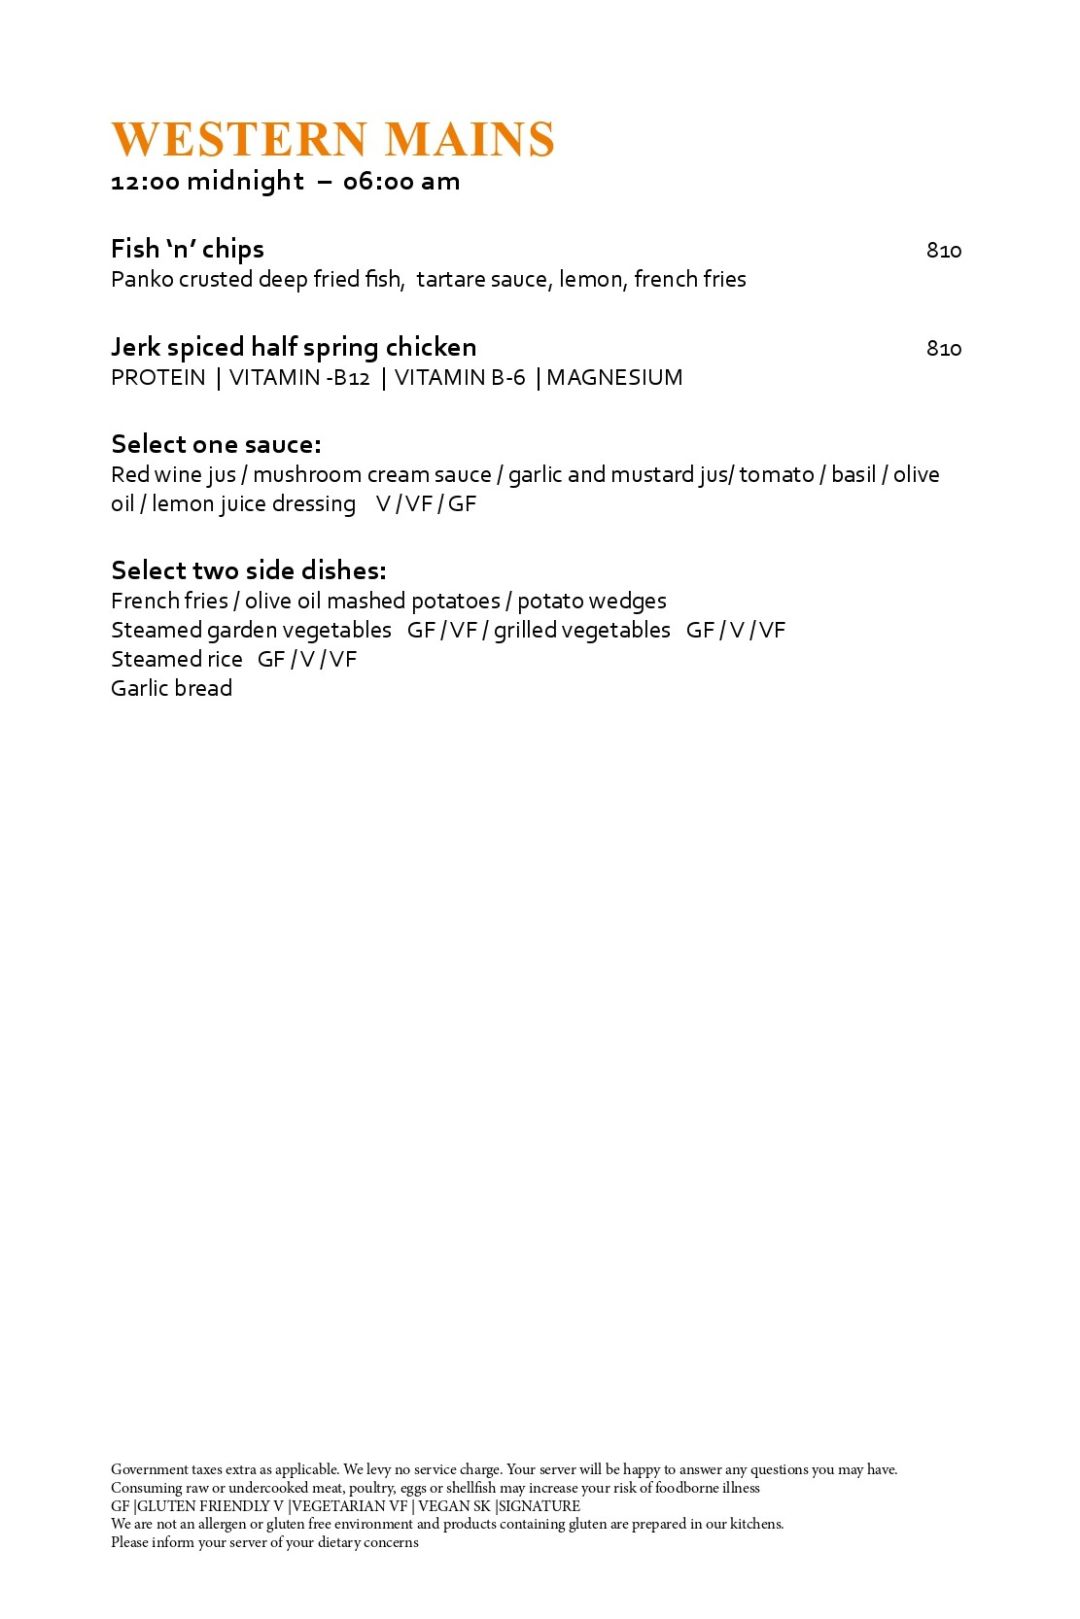 WESTERN MAINS
12:00 midnight – 06:00 am
Fish ‘n’ chips 810
Panko crusted deep fried fish, tartare sauce, lemon, french fries
Jerk spiced half spring chicken 810
PROTEIN | VITAMIN -B12 | VITAMIN B-6 | MAGNESIUM
Select one sauce:
Red wine jus / mushroom cream sauce / garlic and mustard jus/ tomato / basil / olive
oil / lemon juice dressing V / VF / GF
Select two side dishes:
French fries / olive oil mashed potatoes / potato wedges
Steamed garden vegetables GF / VF / grilled vegetables GF / V / VF
Steamed rice GF / V / VF
Garlic bread
Government taxes extra as applicable. We levy no service charge. Your server will be happy to answer any questions you may have.
Consuming raw or undercooked meat, poultry, eggs or shellfish may increase your risk of foodborne illness
GF |GLUTEN FRIENDLY V |VEGETARIAN VF | VEGAN SK |SIGNATURE
We are not an allergen or gluten free environment and products containing gluten are prepared in our kitchens.
Please inform your server of your dietary concerns